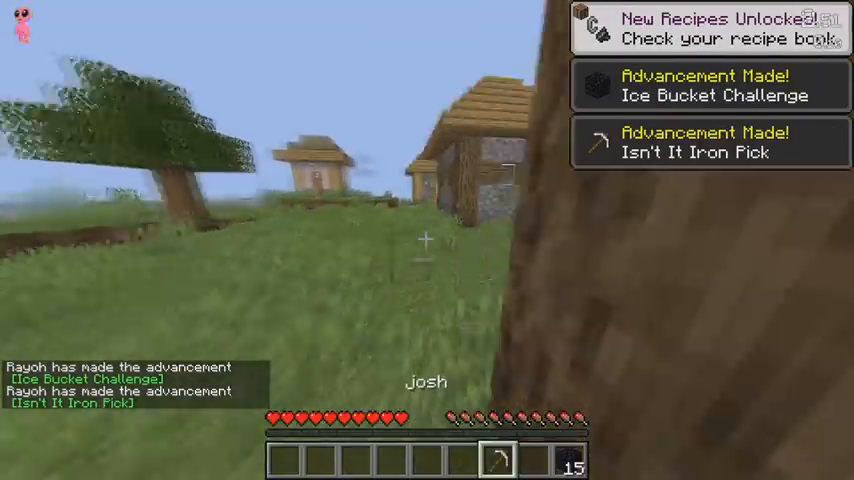 New Recipes Unlocked!
Check your recipe book
Advancement Made!
Ice Bucket Challenge
Advancement Made!
Isn't It Iron Pick
Rayoh has made the advancement
[Ice Bucket Challenge]
Rayoh has made the advancement
[Isn't It Iron Pick]
josh
15